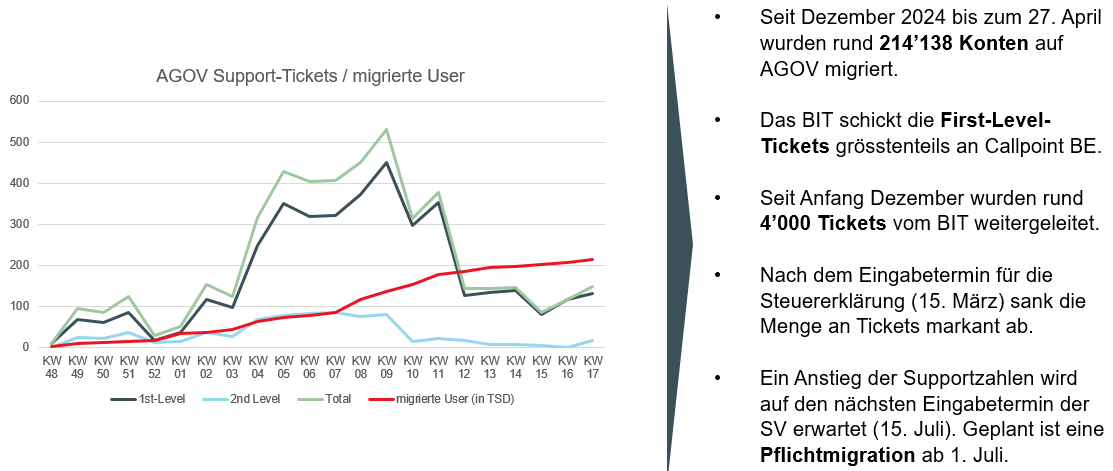 AGOV Support-Tickets / migrierte User
600
500
400
300
200
100
0
KW 48
KW 49
KW 50
KW 51
KW 52
KW 01
KW 02
KW 03
KW 04
KW 05
KW 06
KW 07
KW 08
KW 09
KW 10
KW 11
KW 12
KW 13
KW 14
KW 15
KW 16
KW 17
1st-Level
2nd Level
Total
migrierte User (in TSD)
• Seit Dezember 2024 bis zum 27. April
wurden rund 214’138 Konten auf
AGOV migriert.
• Das BIT schickt die First-Level-
Tickets grösstenteils an Callpoint BE.
• Seit Anfang Dezember wurden rund
4’000 Tickets vom BIT weitergeleitet.
• Nach dem Eingabetermin für die
Steuererklärung (15. März) sank die
Menge an Tickets markant ab.
• Ein Anstieg der Supportzahlen wird
auf den nächsten Eingabetermin der
SV erwartet (15. Juli). Geplant ist eine
Pflichtmigration ab 1. Juli.